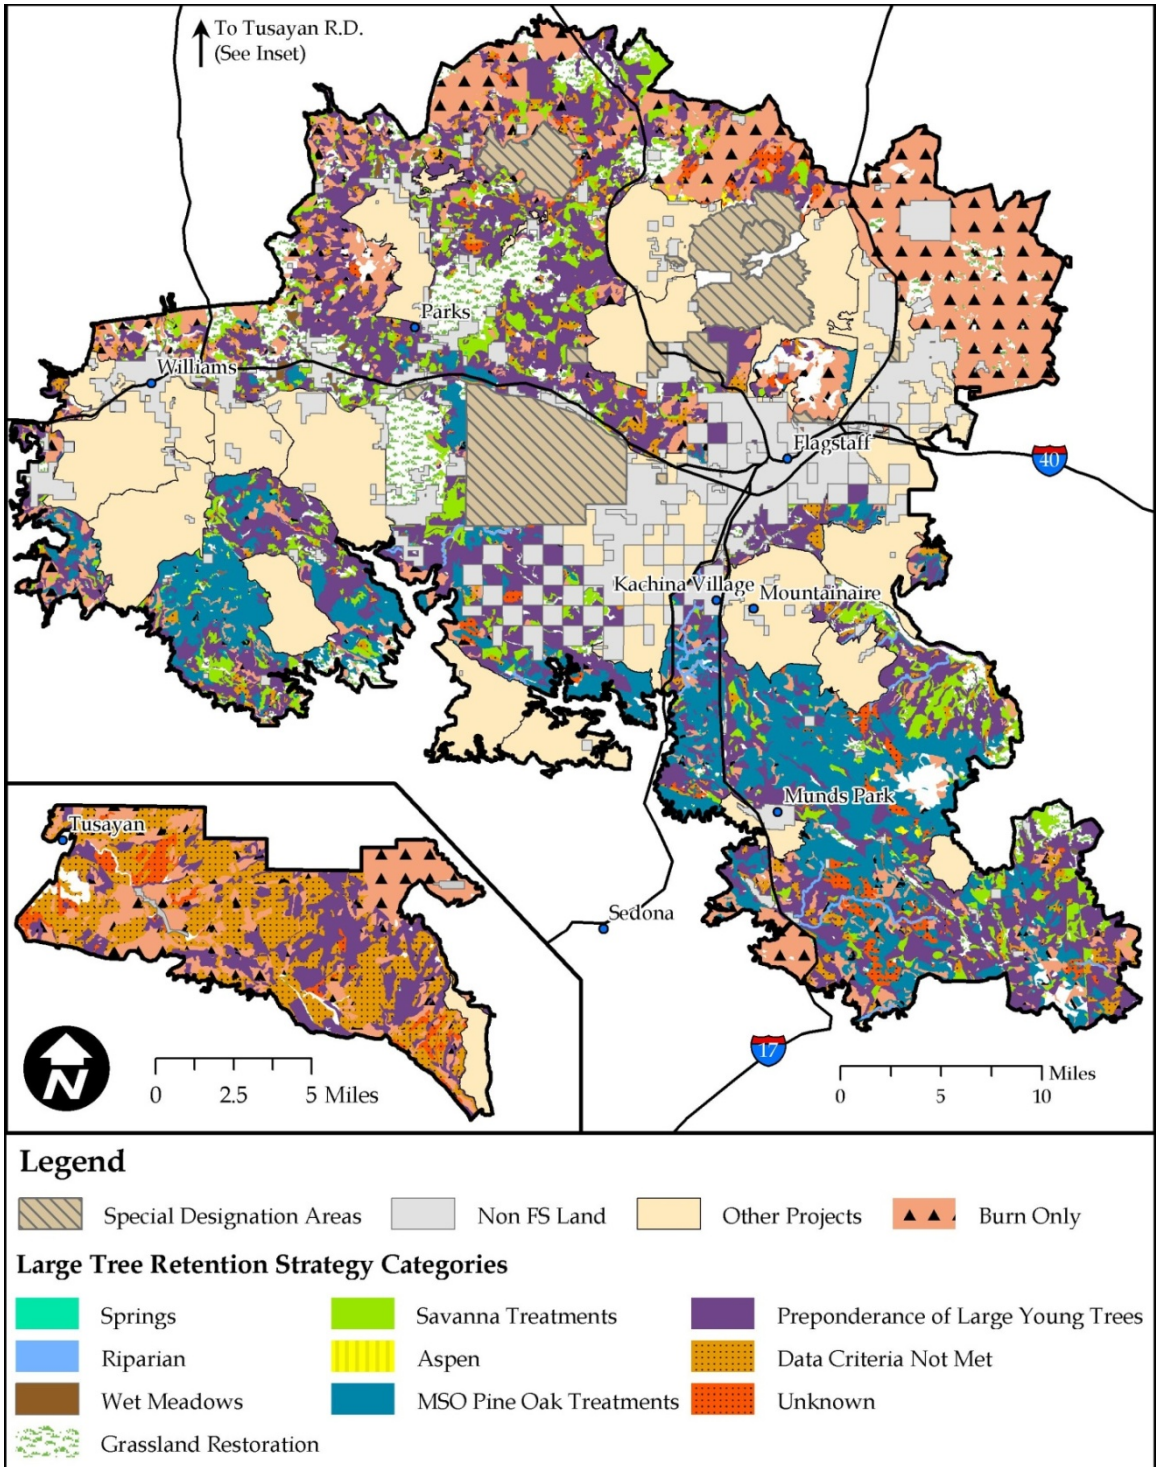 To Tusayan R.D.
(See Inset)
Parks
Williams
Flagstaff
40
Kachina Village
Mountainaire
Munds Park
Tusayan
Sedona
17
N
0 2.5 5 Miles
0 5 10 Miles
Legend
Special Designation Areas
Non FS Land
Other Projects
Burn Only
Large Tree Retention Strategy Categories
Springs
Savanna Treatments
Preponderance of Large Young Trees
Riparian
Aspen
Data Criteria Not Met
Wet Meadows
MSO Pine Oak Treatments
Unknown
Grassland Restoration